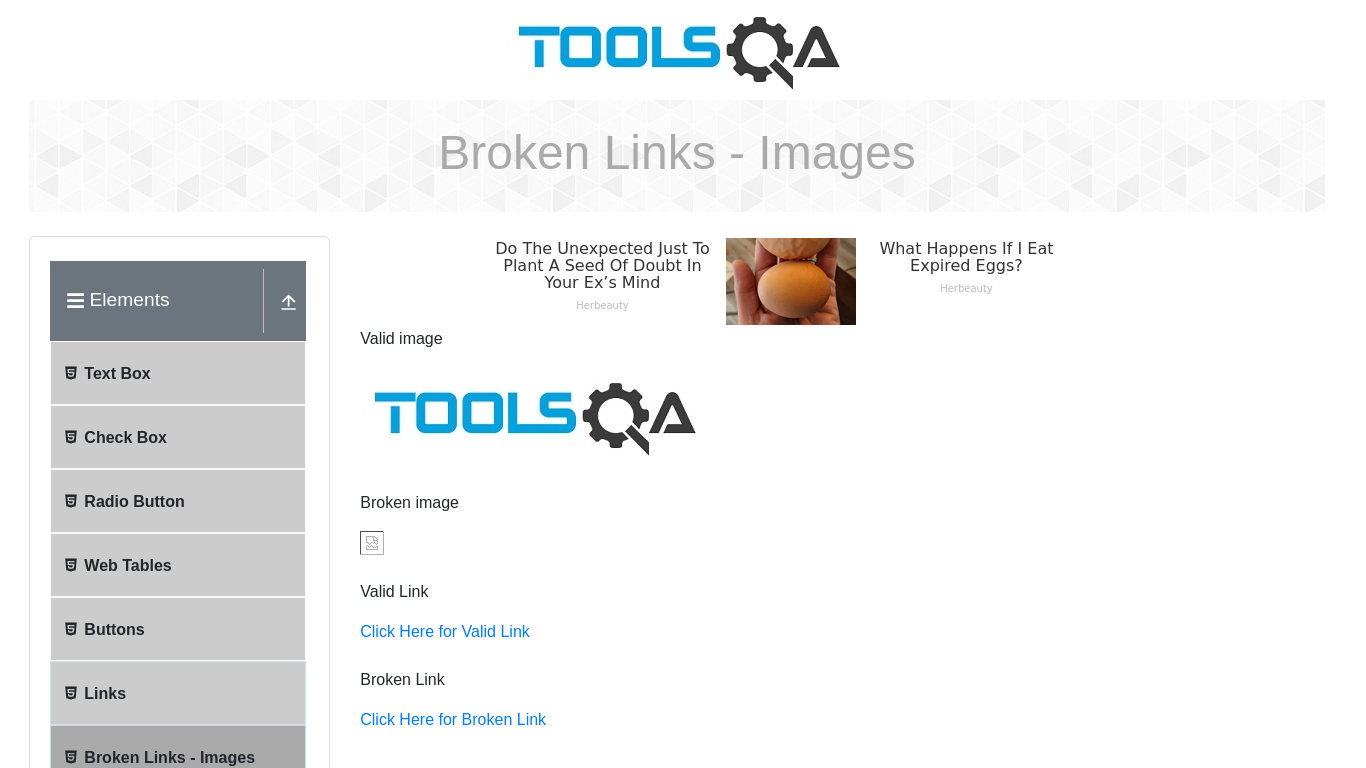 TOOLSQA
Broken Links - Images
Elements
Text Box
Check Box
Radio Button
Web Tables
Buttons
Links
Broken Links - Images
Do The Unexpected Just To
Plant A Seed Of Doubt In
Your Ex’s Mind
Herbeauty
What Happens If I Eat
Expired Eggs?
Herbeauty
Valid image
TOOLSQA
Broken image
Valid Link
Click Here for Valid Link
Broken Link
Click Here for Broken Link